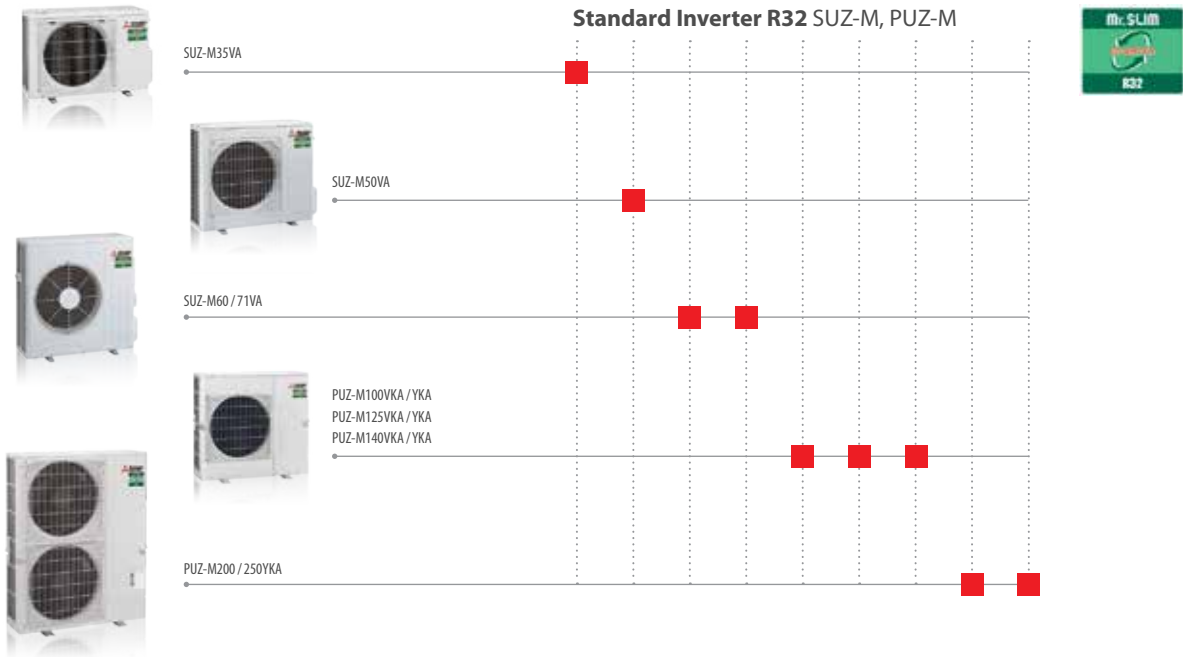 Standard Inverter R32 SUZ-M, PUZ-M
Mr.SLIM
R32
SUZ-M35VA
SUZ-M50VA
SUZ-M60 / 71VA
PUZ-M100VKA / YKA
PUZ-M125VKA / YKA
PUZ-M140VKA / YKA
PUZ-M200 / 250YKA